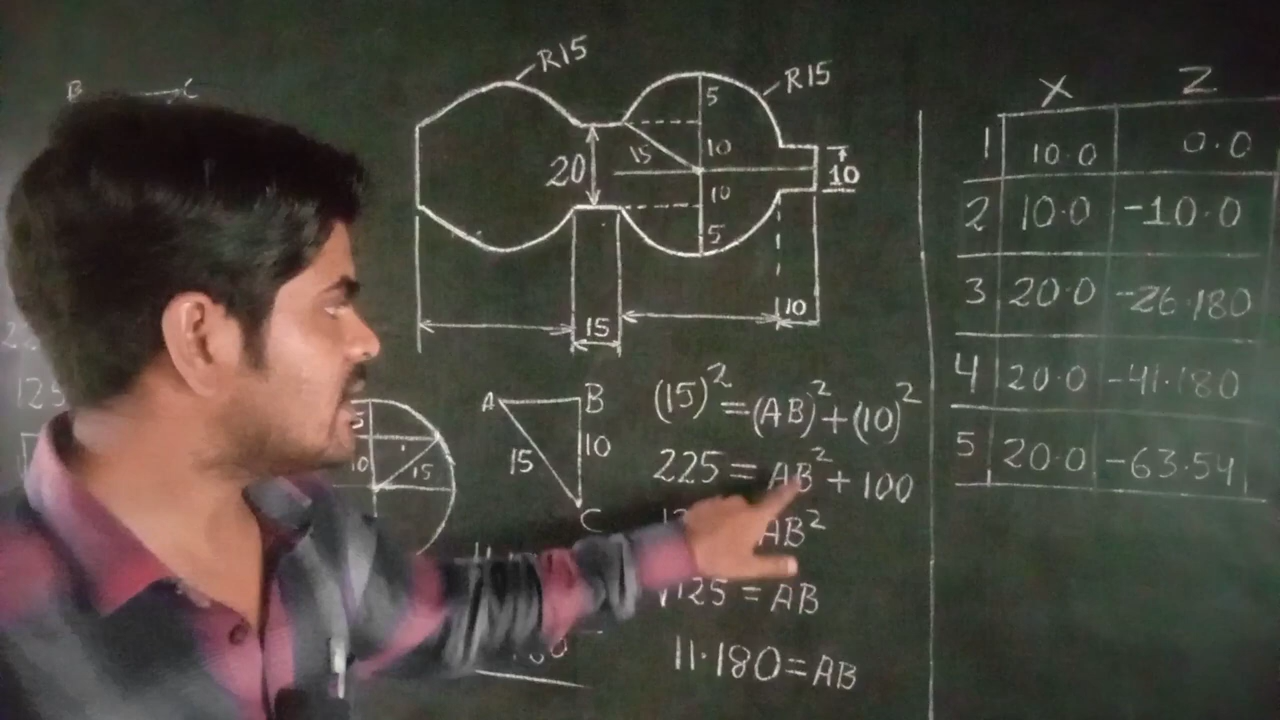 B → C
R15
R15
5
20
15
10
10
10
5
15
10
X Z
1 10.0 0.0
2 10.0 -10.0
3 20.0 -26.180
4 20.0 -41.180
5 20.0 -63.54
125
5
10
15
A B
15 10
C
(15)² = (AB)² + (10)²
225 = AB² + 100
AB²
√125 = AB
11.180 = AB